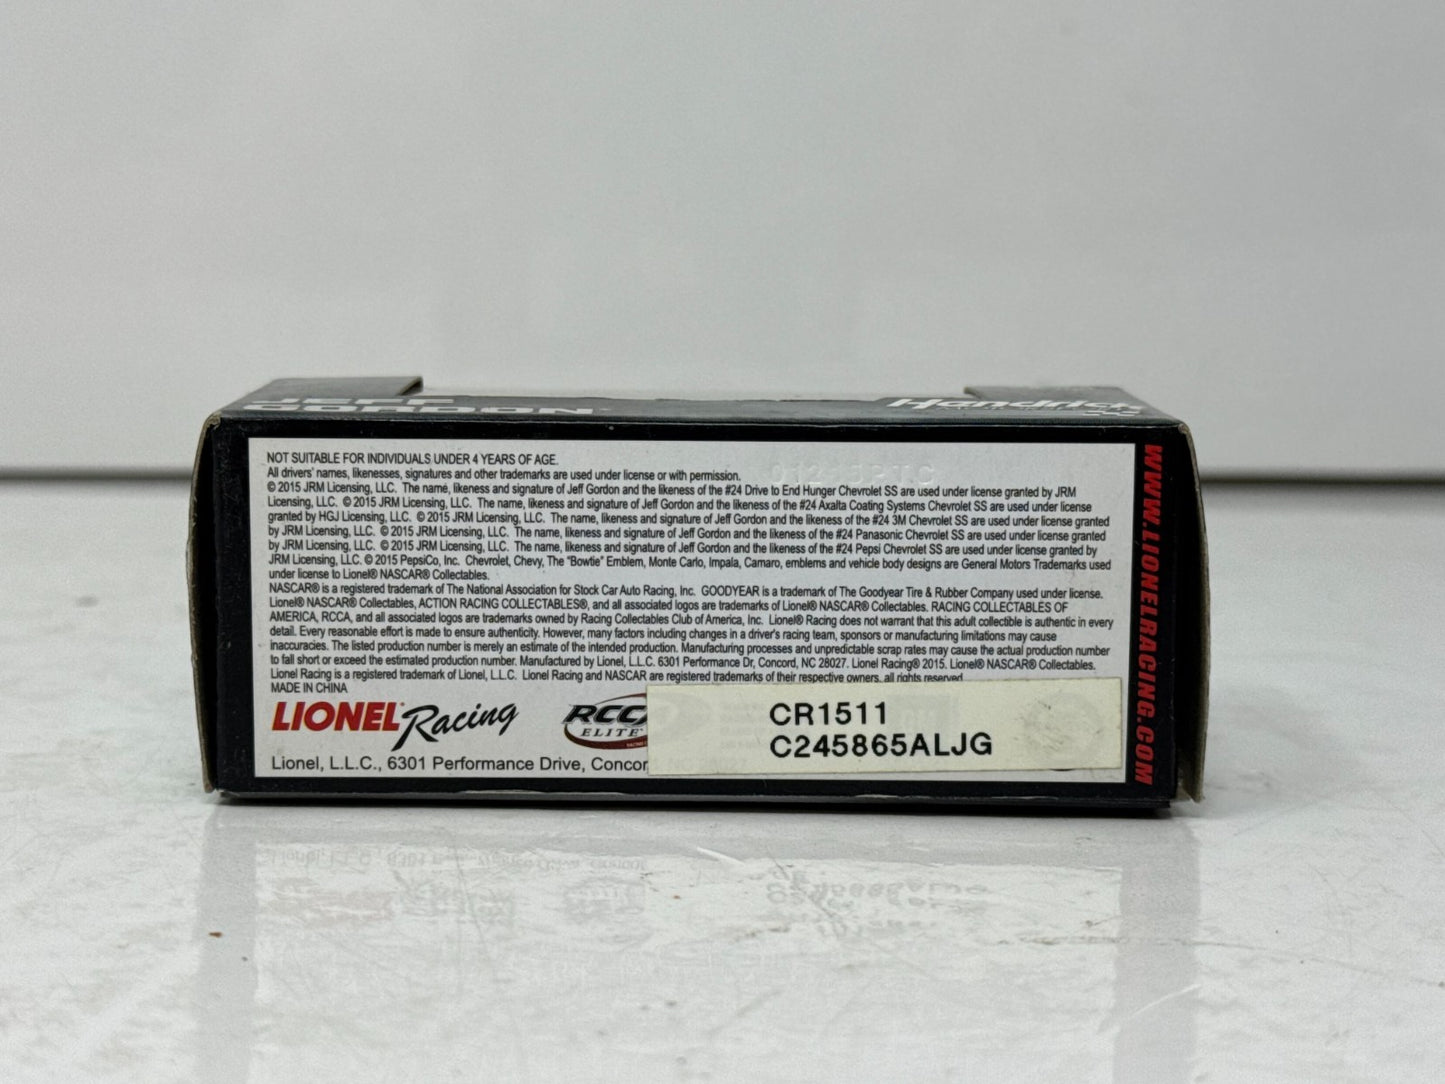 JEFF
GORDON
Hendrick
NOT SUITABLE FOR INDIVIDUALS UNDER 4 YEARS OF AGE.
All drivers' names, likenesses, signatures and other trademarks are used under license or with permission.
© 2015 JRM Licensing, LLC. The name, likeness and signature of Jeff Gordon and the likeness of the #24 Drive to End Hunger Chevrolet SS are used under license granted by JRM
Licensing, LLC. © 2015 JRM Licensing, LLC. The name, likeness and signature of Jeff Gordon and the likeness of the #24 Axalta Coating Systems Chevrolet SS are used under license
granted by HGJ Licensing, LLC. © 2015 JRM Licensing, LLC. The name, likeness and signature of Jeff Gordon and the likeness of the #24 3M Chevrolet SS are used under license granted
by JRM Licensing, LLC. © 2015 JRM Licensing, LLC. The name, likeness and signature of Jeff Gordon and the likeness of the #24 Panasonic Chevrolet SS are used under license granted
by JRM Licensing, LLC. © 2015 JRM Licensing, LLC. The name, likeness and signature of Jeff Gordon and the likeness of the #24 Pepsi Chevrolet SS are used under license granted by
JRM Licensing, LLC. © 2015 PepsiCo, Inc. Chevrolet, Chevy, The "Bowtie" Emblem, Monte Carlo, Impala, Camaro, emblems and vehicle body designs are General Motors Trademarks used
under license to Lionel® NASCAR® Collectables.
NASCAR® is a registered trademark of The National Association for Stock Car Auto Racing, Inc. GOODYEAR is a trademark of The Goodyear Tire & Rubber Company used under license.
Lionel® NASCAR® Collectables, ACTION RACING COLLECTABLES®, and all associated logos are trademarks of Lionel® NASCAR® Collectables. RACING COLLECTABLES OF
AMERICA, RCCA, and all associated logos are trademarks owned by Racing Collectables Club of America, Inc. Lionel® Racing does not warrant that this adult collectible is authentic in every
detail. Every reasonable effort is made to ensure authenticity. However, many factors including changes in a driver's racing team, sponsors or manufacturing limitations may cause
inaccuracies. The listed production number is merely an estimate of the intended production. Manufacturing processes and unpredictable scrap rates may cause the actual production number
to fall short or exceed the estimated production number. Manufactured by Lionel, L.L.C. 6301 Performance Dr, Concord, NC 28027. Lionel Racing® 2015. Lionel® NASCAR® Collectables.
Lionel Racing is a registered trademark of Lionel, L.L.C. Lionel Racing and NASCAR are registered trademarks of their respective owners, all rights reserved
MADE IN CHINA
LIONEL® Racing
RCCA
ELITE
CR1511
C245865ALJG
Lionel, L.L.C., 6301 Performance Drive, Concor
WWW.LIONELRACING.COM